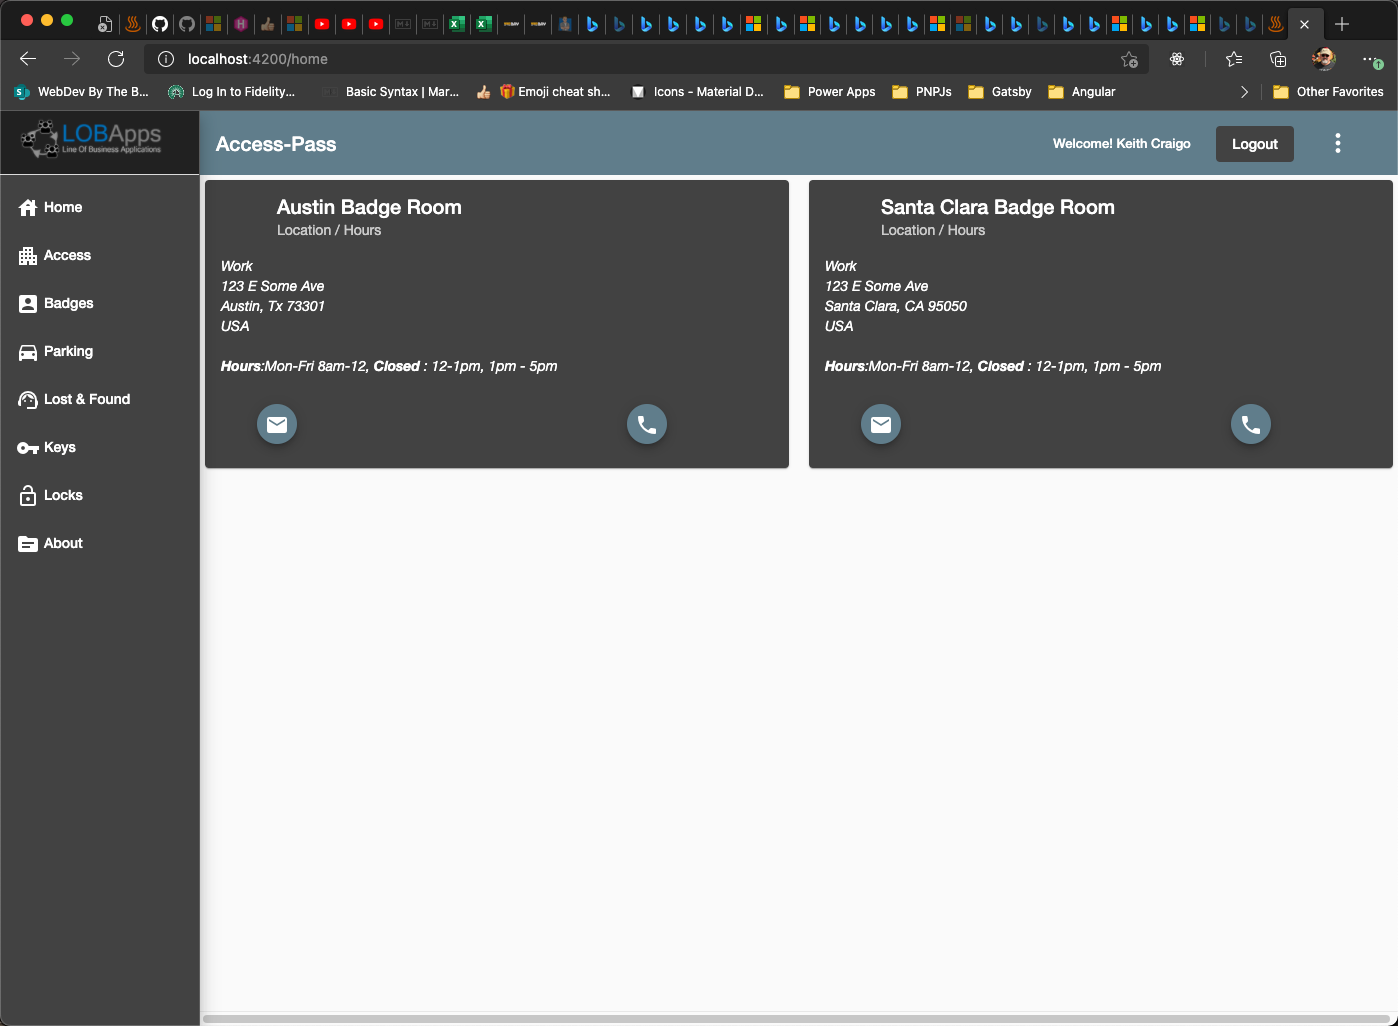 localhost:4200/home
WebDev By The B...
Log In to Fidelity...
Basic Syntax | Mar...
Emoji cheat sh...
Icons - Material D...
Power Apps
PNPJs
Gatsby
Angular
Other Favorites
LOBApps
Line Of Business Applications
Access-Pass
Welcome! Keith Craigo
Logout
Home
Access
Badges
Parking
Lost & Found
Keys
Locks
About
Austin Badge Room
Location / Hours
Work
123 E Some Ave
Austin, Tx 73301
USA
Hours:Mon-Fri 8am-12, Closed : 12-1pm, 1pm - 5pm
Santa Clara Badge Room
Location / Hours
Work
123 E Some Ave
Santa Clara, CA 95050
USA
Hours:Mon-Fri 8am-12, Closed : 12-1pm, 1pm - 5pm